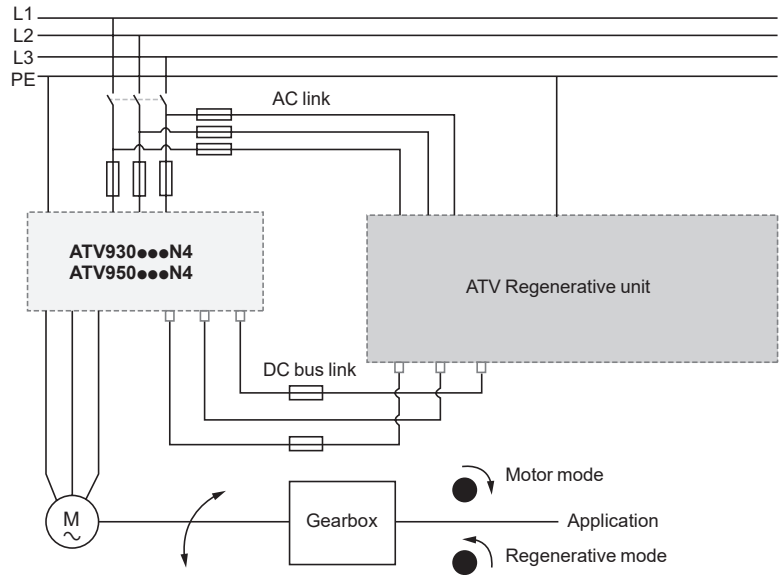 L1
L2
L3
PE
AC link
ATV930●●●N4
ATV950●●●N4
ATV Regenerative unit
DC bus link
Motor mode
M
Gearbox
Application
Regenerative mode